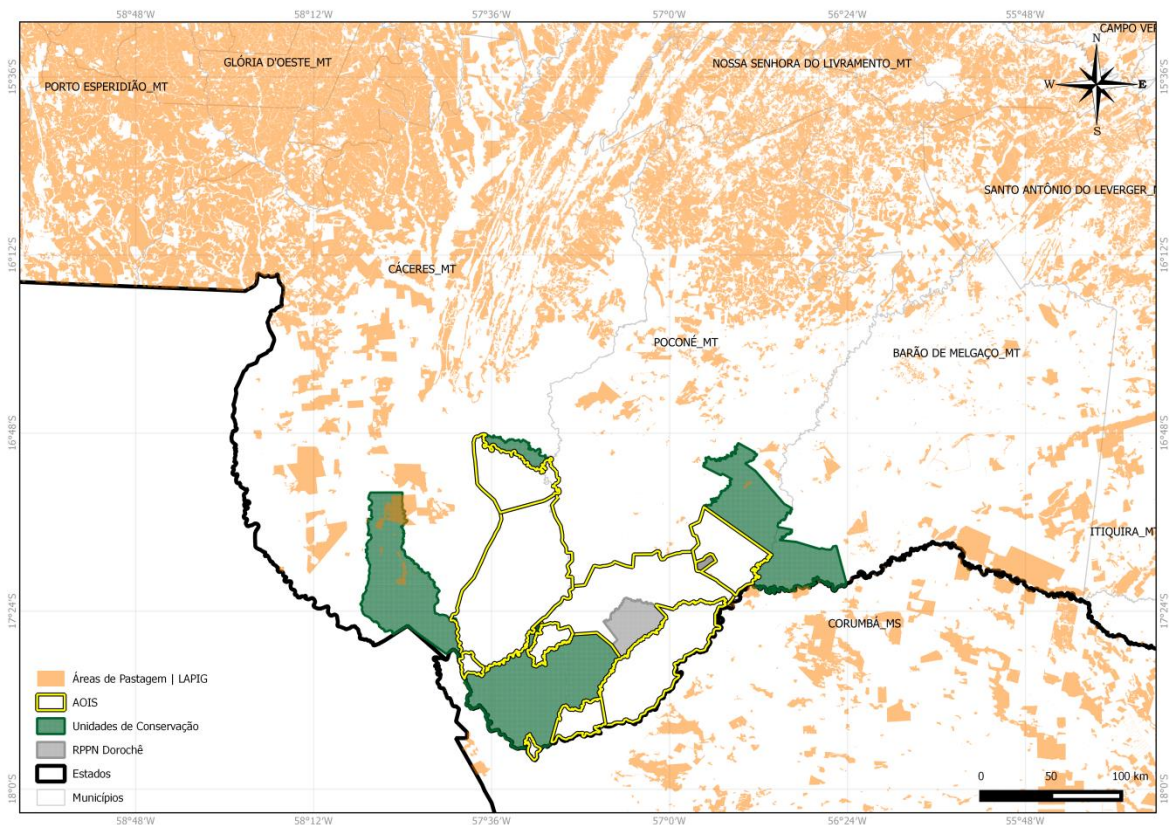 58°48'W 58°12'W 57°36'W 57°0'W 56°24'W 55°48'W
CAMPO VER
N
GLÓRIA D'OESTE_MT
NOSSA SENHORA DO LIVRAMENTO_MT
15°36'S
15°36'S
PORTO ESPERIDIÃO_MT
W E
S
SANTO ANTÔNIO DO LEVERGER_
16°12'S
16°12'S
CÁCERES_MT
POCONÉ_MT
BARÃO DE MELGAÇO_MT
16°48'S
16°48'S
ITIQUIRA_MT
17°24'S
17°24'S
CORUMBÁ_MS
Áreas de Pastagem | LAPIG
AOIS
Unidades de Conservação
RPPN Dorochê
Estados
Municípios
0 50 100 km
18°0'S
18°0'S
58°48'W 58°12'W 57°36'W 57°0'W 56°24'W 55°48'W